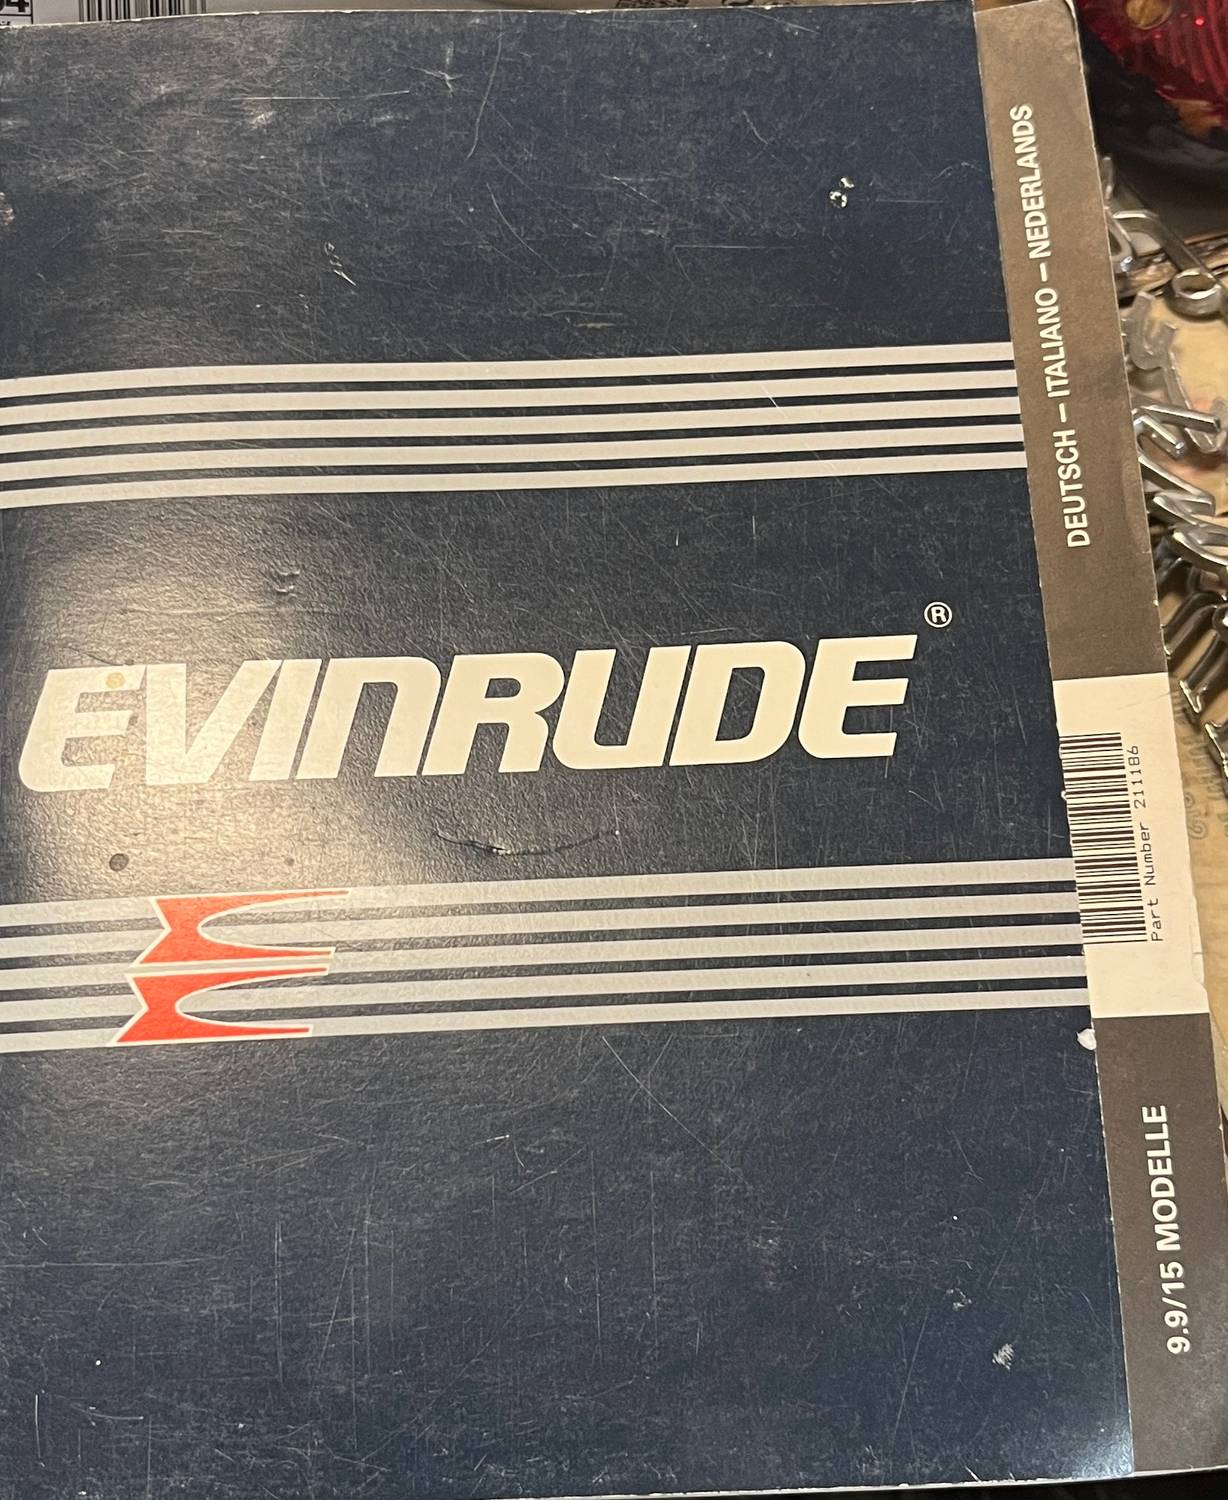 EVINRUDE®
DEUTSCH – ITALIANO – NEDERLANDS
Part Number 211186
9.9/15 MODELLE